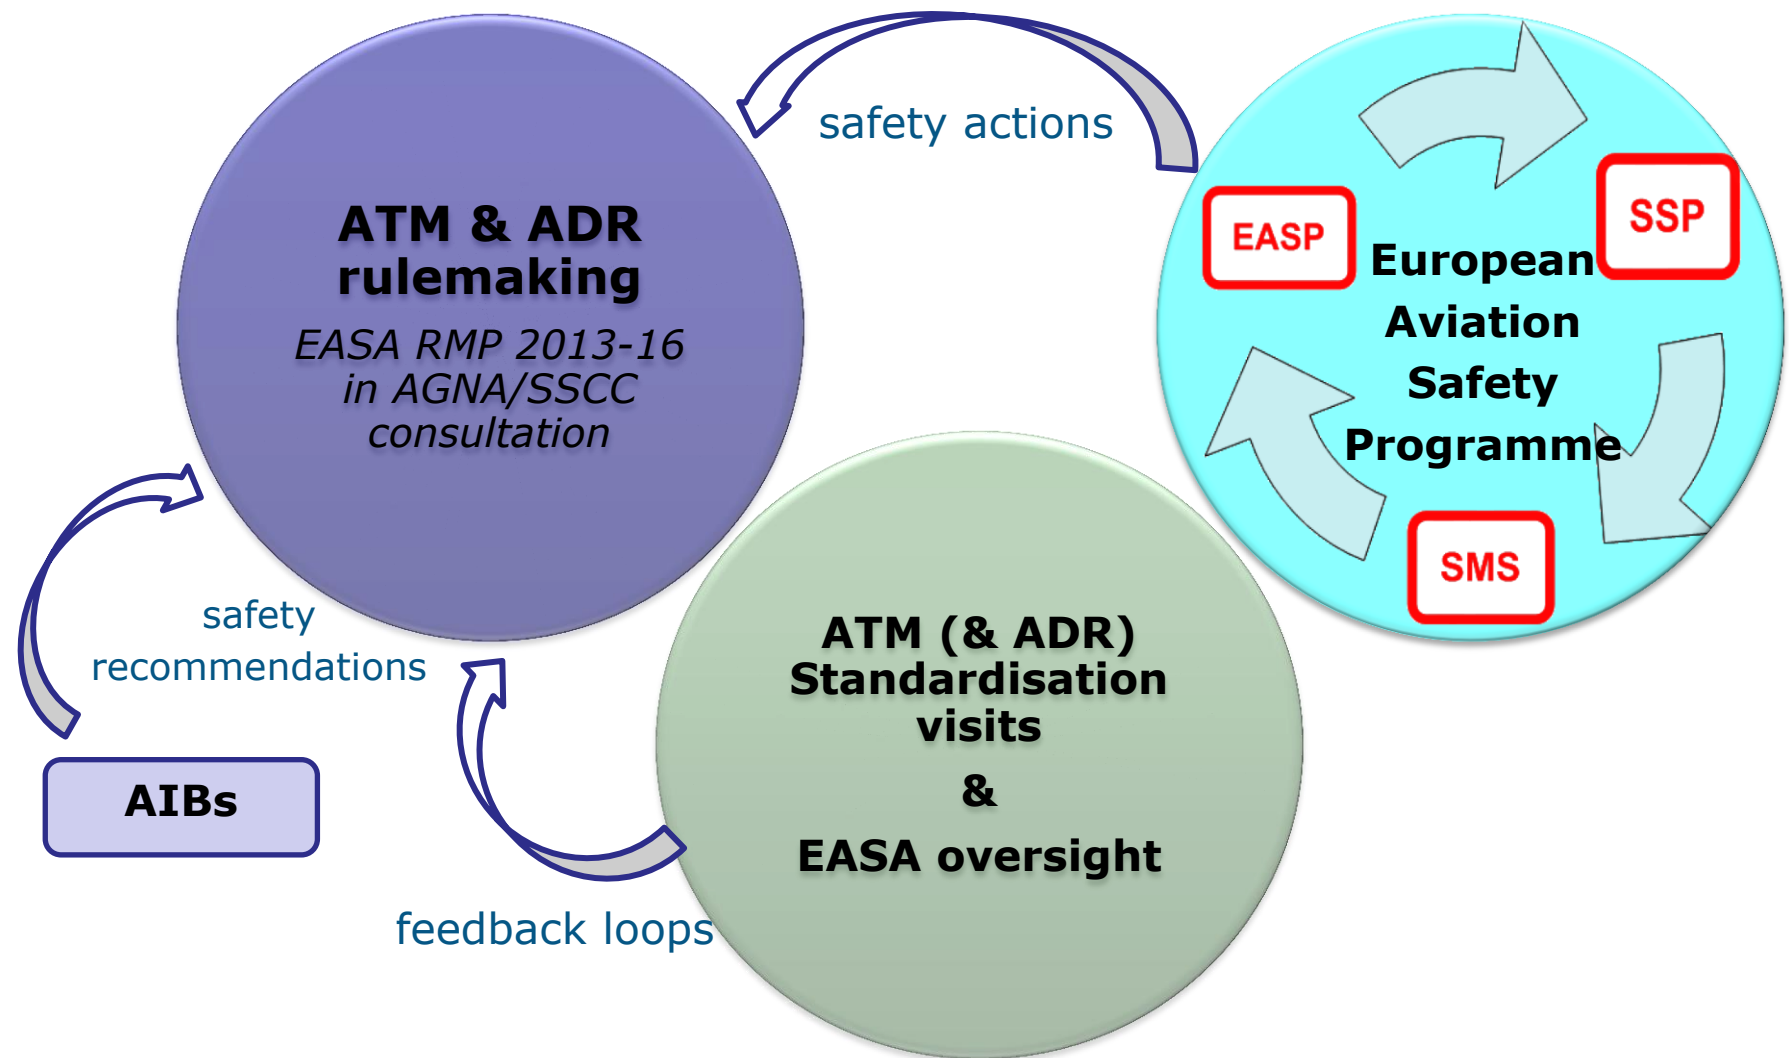 ATM & ADR
rulemaking
EASA RMP 2013-16
in AGNA/SSCC
consultation
safety actions
EASP
SSP
European
Aviation
Safety
Programme
SMS
safety
recommendations
AIBs
ATM (& ADR)
Standardisation
visits
&
EASA oversight
feedback loops